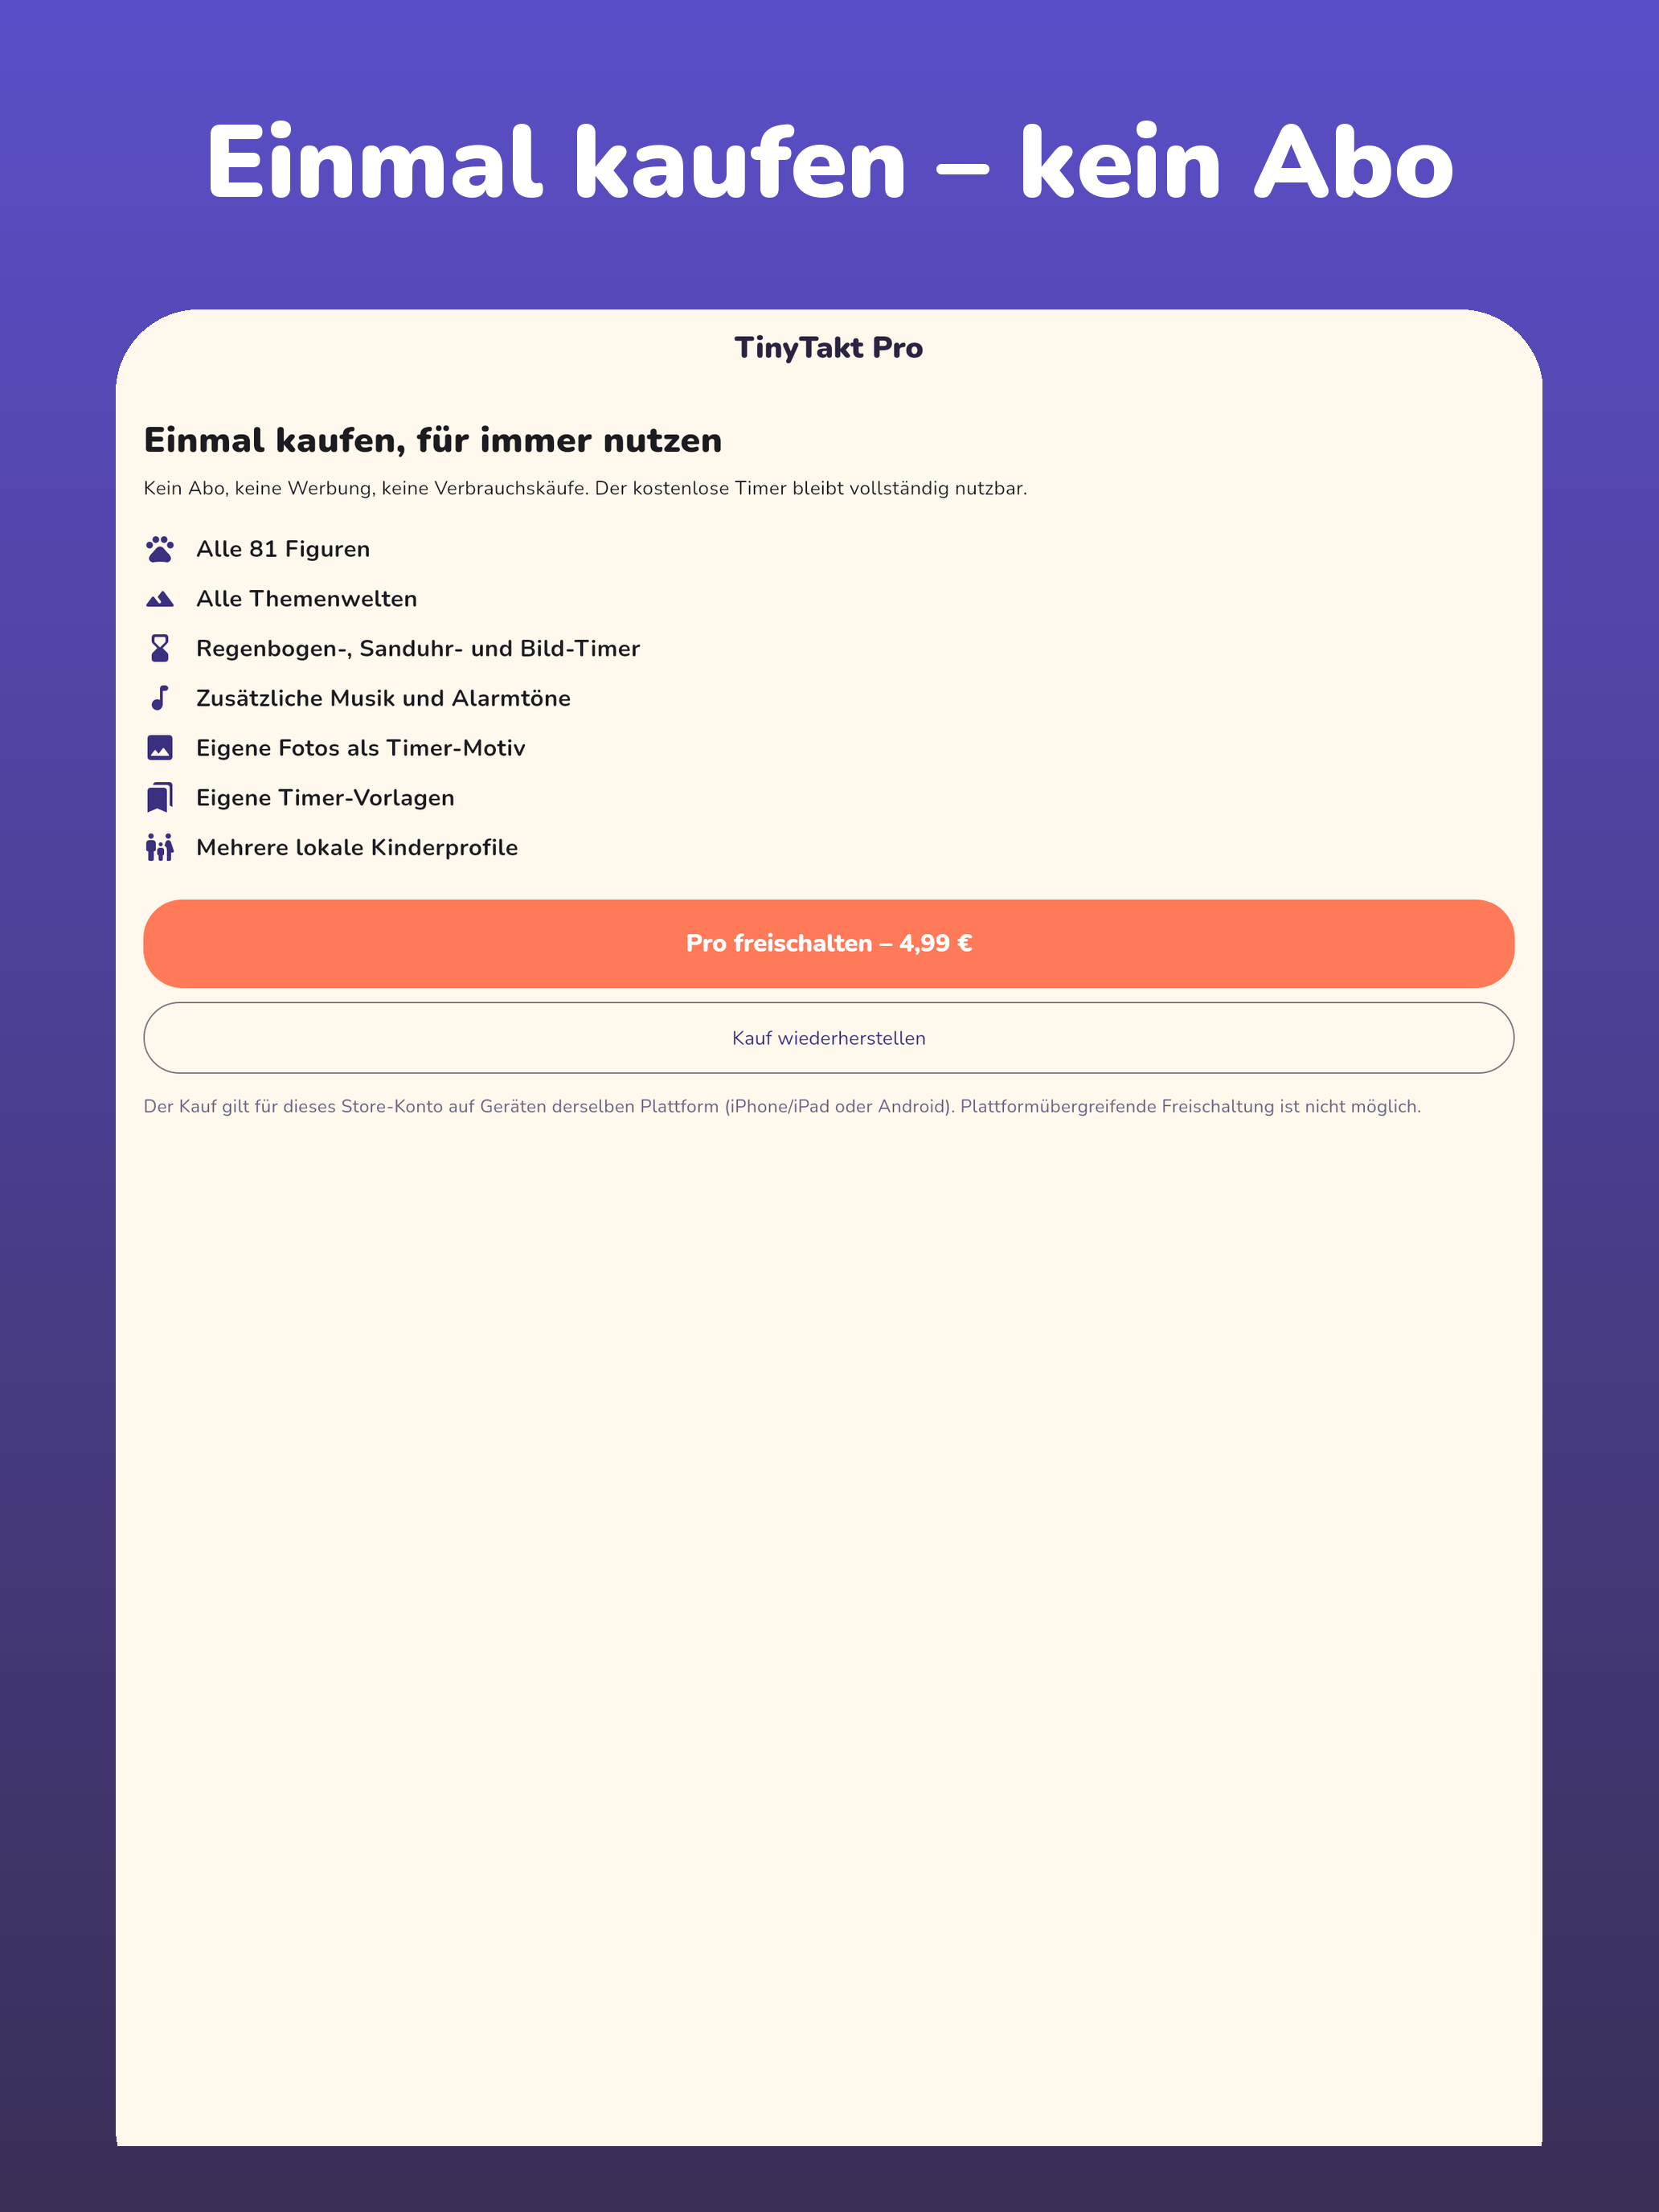 Einmal kaufen – kein Abo
TinyTakt Pro
Einmal kaufen, für immer nutzen
Kein Abo, keine Werbung, keine Verbrauchskäufe. Der kostenlose Timer bleibt vollständig nutzbar.
Alle 81 Figuren
Alle Themenwelten
Regenbogen-, Sanduhr- und Bild-Timer
Zusätzliche Musik und Alarmtöne
Eigene Fotos als Timer-Motiv
Eigene Timer-Vorlagen
Mehrere lokale Kinderprofile
Pro freischalten – 4,99 €
Kauf wiederherstellen
Der Kauf gilt für dieses Store-Konto auf Geräten derselben Plattform (iPhone/iPad oder Android). Plattformübergreifende Freischaltung ist nicht möglich.